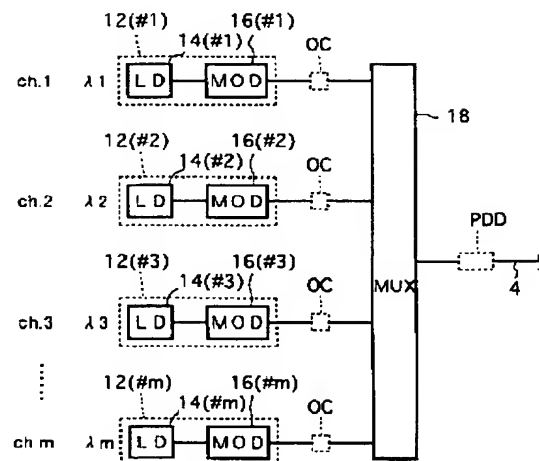 12(#1) 16(#1) OC
14(#1)
ch.1 λ1 LD MOD
18
12(#2) 16(#2) OC
14(#2)
ch.2 λ2 LD MOD
PDD
12(#3) 16(#3) OC
14(#3)
MUX 4
ch.3 λ3 LD MOD
12(#m) 16(#m) OC
14(#m)
ch m λm LD MOD